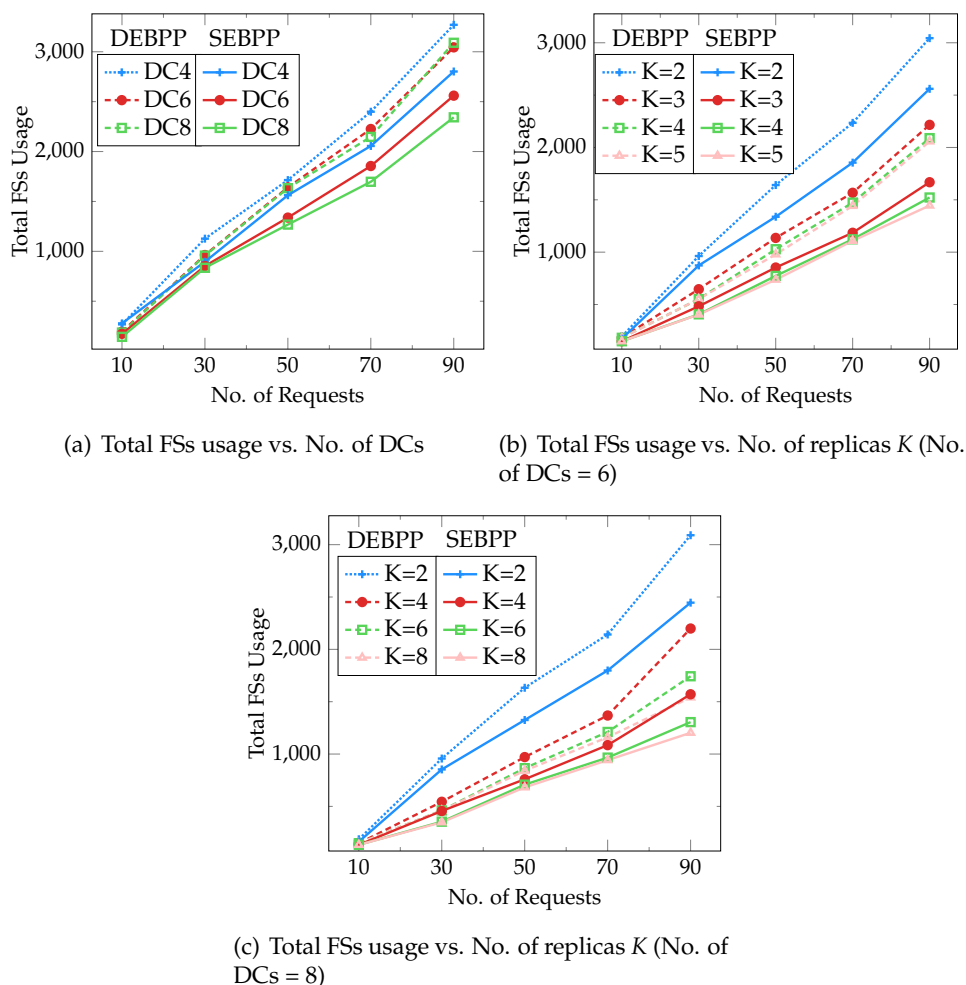 DEBPP SEBPP
DC4 DC4
DC6 DC6
DC8 DC8
3,000
2,000
1,000
Total FSs Usage
10 30 50 70 90
No. of Requests
(a) Total FSs usage vs. No. of DCs
DEBPP SEBPP
K=2 K=2
K=3 K=3
K=4 K=4
K=5 K=5
3,000
2,000
1,000
Total FSs Usage
10 30 50 70 90
No. of Requests
(b) Total FSs usage vs. No. of replicas K (No.
of DCs = 6)
DEBPP SEBPP
K=2 K=2
K=4 K=4
K=6 K=6
K=8 K=8
3,000
2,000
1,000
Total FSs Usage
10 30 50 70 90
No. of Requests
(c) Total FSs usage vs. No. of replicas K (No. of
DCs = 8)